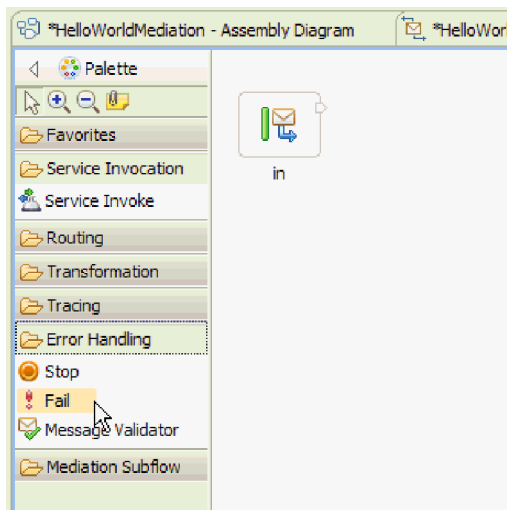 *HelloWorldMediation - Assembly Diagram
*HelloWor
Palette
Favorites
Service Invocation
in
Service Invoke
Routing
Transformation
Tracing
Error Handling
Stop
Fail
Message Validator
Mediation Subflow